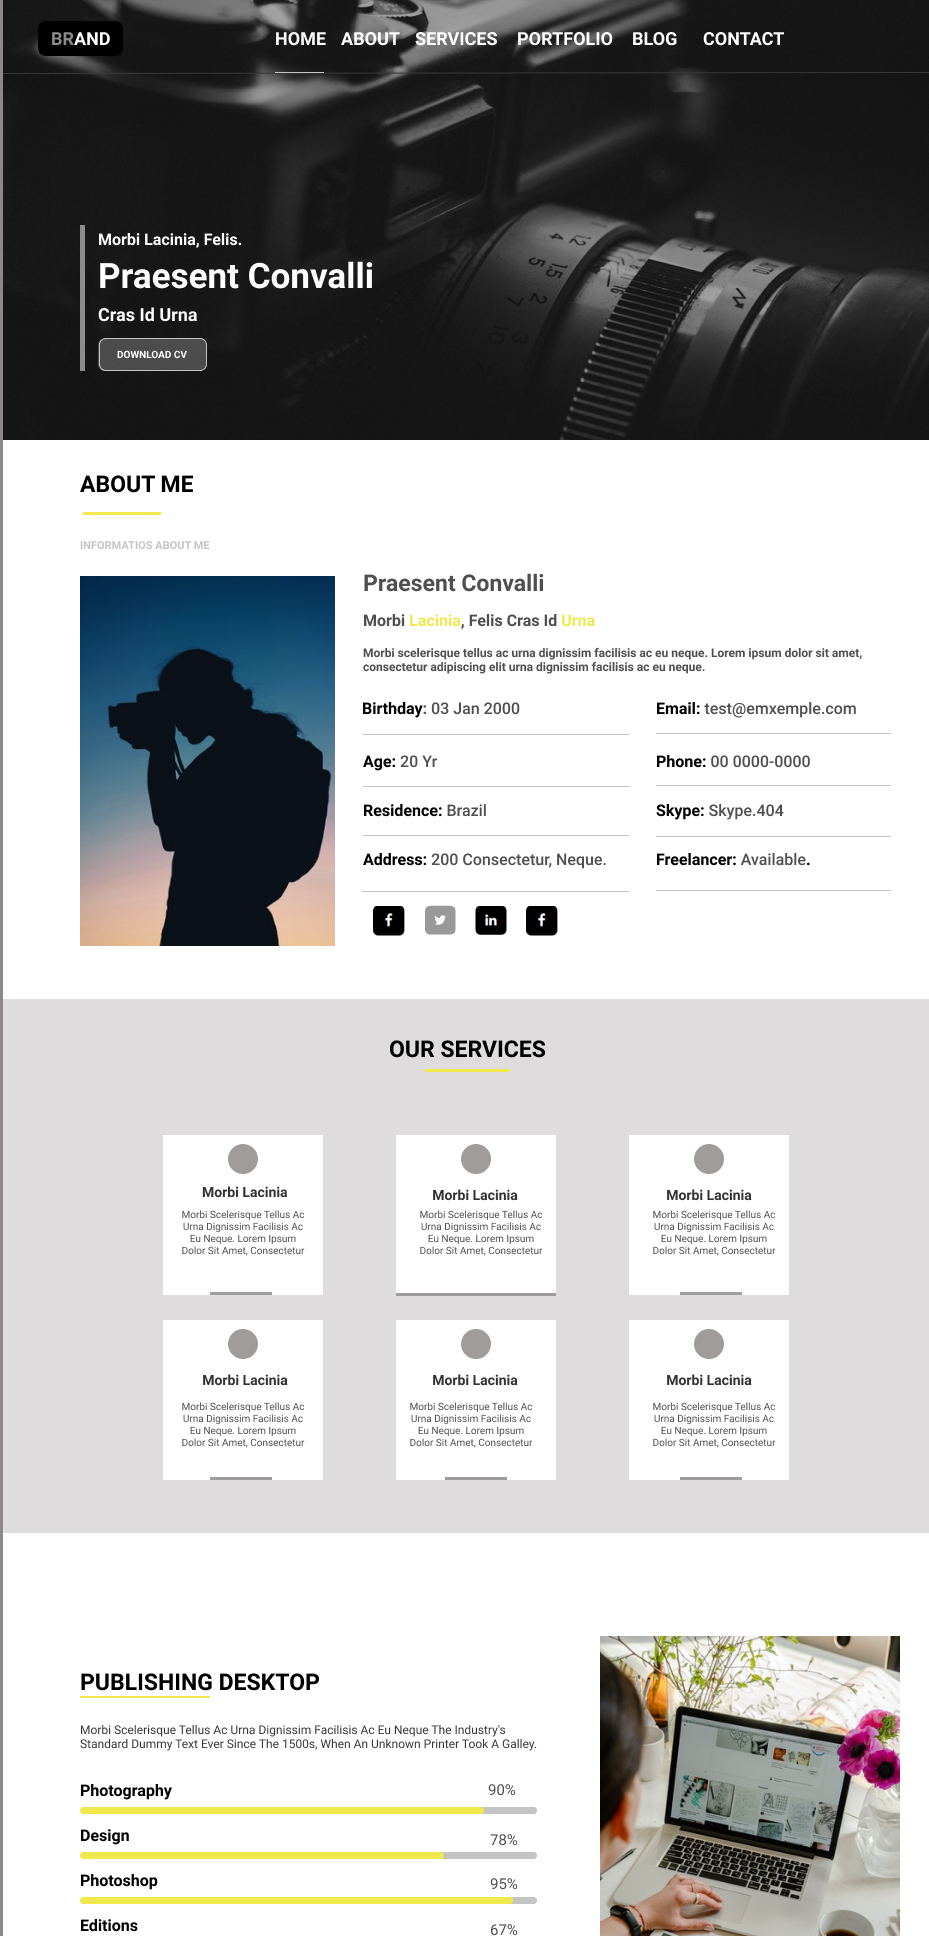 BRAND
HOME ABOUT SERVICES PORTFOLIO BLOG CONTACT
Morbi Lacinia, Felis.
Praesent Convalli
Cras Id Urna
DOWNLOAD CV
ABOUT ME
INFORMATIOS ABOUT ME
Praesent Convalli
Morbi Lacinia, Felis Cras Id Urna
Morbi scelerisque tellus ac urna dignissim facilisis ac eu neque. Lorem ipsum dolor sit amet,
consectetur adipiscing elit urna dignissim facilisis ac eu neque.
Birthday: 03 Jan 2000
Email: test@emxemple.com
Age: 20 Yr
Phone: 00 0000-0000
Residence: Brazil
Skype: Skype.404
Address: 200 Consectetur, Neque.
Freelancer: Available.
OUR SERVICES
Morbi Lacinia
Morbi Scelerisque Tellus Ac
Urna Dignissim Facilisis Ac
Eu Neque. Lorem Ipsum
Dolor Sit Amet, Consectetur
Morbi Lacinia
Morbi Scelerisque Tellus Ac
Urna Dignissim Facilisis Ac
Eu Neque. Lorem Ipsum
Dolor Sit Amet, Consectetur
Morbi Lacinia
Morbi Scelerisque Tellus Ac
Urna Dignissim Facilisis Ac
Eu Neque. Lorem Ipsum
Dolor Sit Amet, Consectetur
Morbi Lacinia
Morbi Scelerisque Tellus Ac
Urna Dignissim Facilisis Ac
Eu Neque. Lorem Ipsum
Dolor Sit Amet, Consectetur
Morbi Lacinia
Morbi Scelerisque Tellus Ac
Urna Dignissim Facilisis Ac
Eu Neque. Lorem Ipsum
Dolor Sit Amet, Consectetur
Morbi Lacinia
Morbi Scelerisque Tellus Ac
Urna Dignissim Facilisis Ac
Eu Neque. Lorem Ipsum
Dolor Sit Amet, Consectetur
PUBLISHING DESKTOP
Morbi Scelerisque Tellus Ac Urna Dignissim Facilisis Ac Eu Neque The Industry's
Standard Dummy Text Ever Since The 1500s, When An Unknown Printer Took A Galley.
Photography 90%
Design 78%
Photoshop 95%
Editions 67%